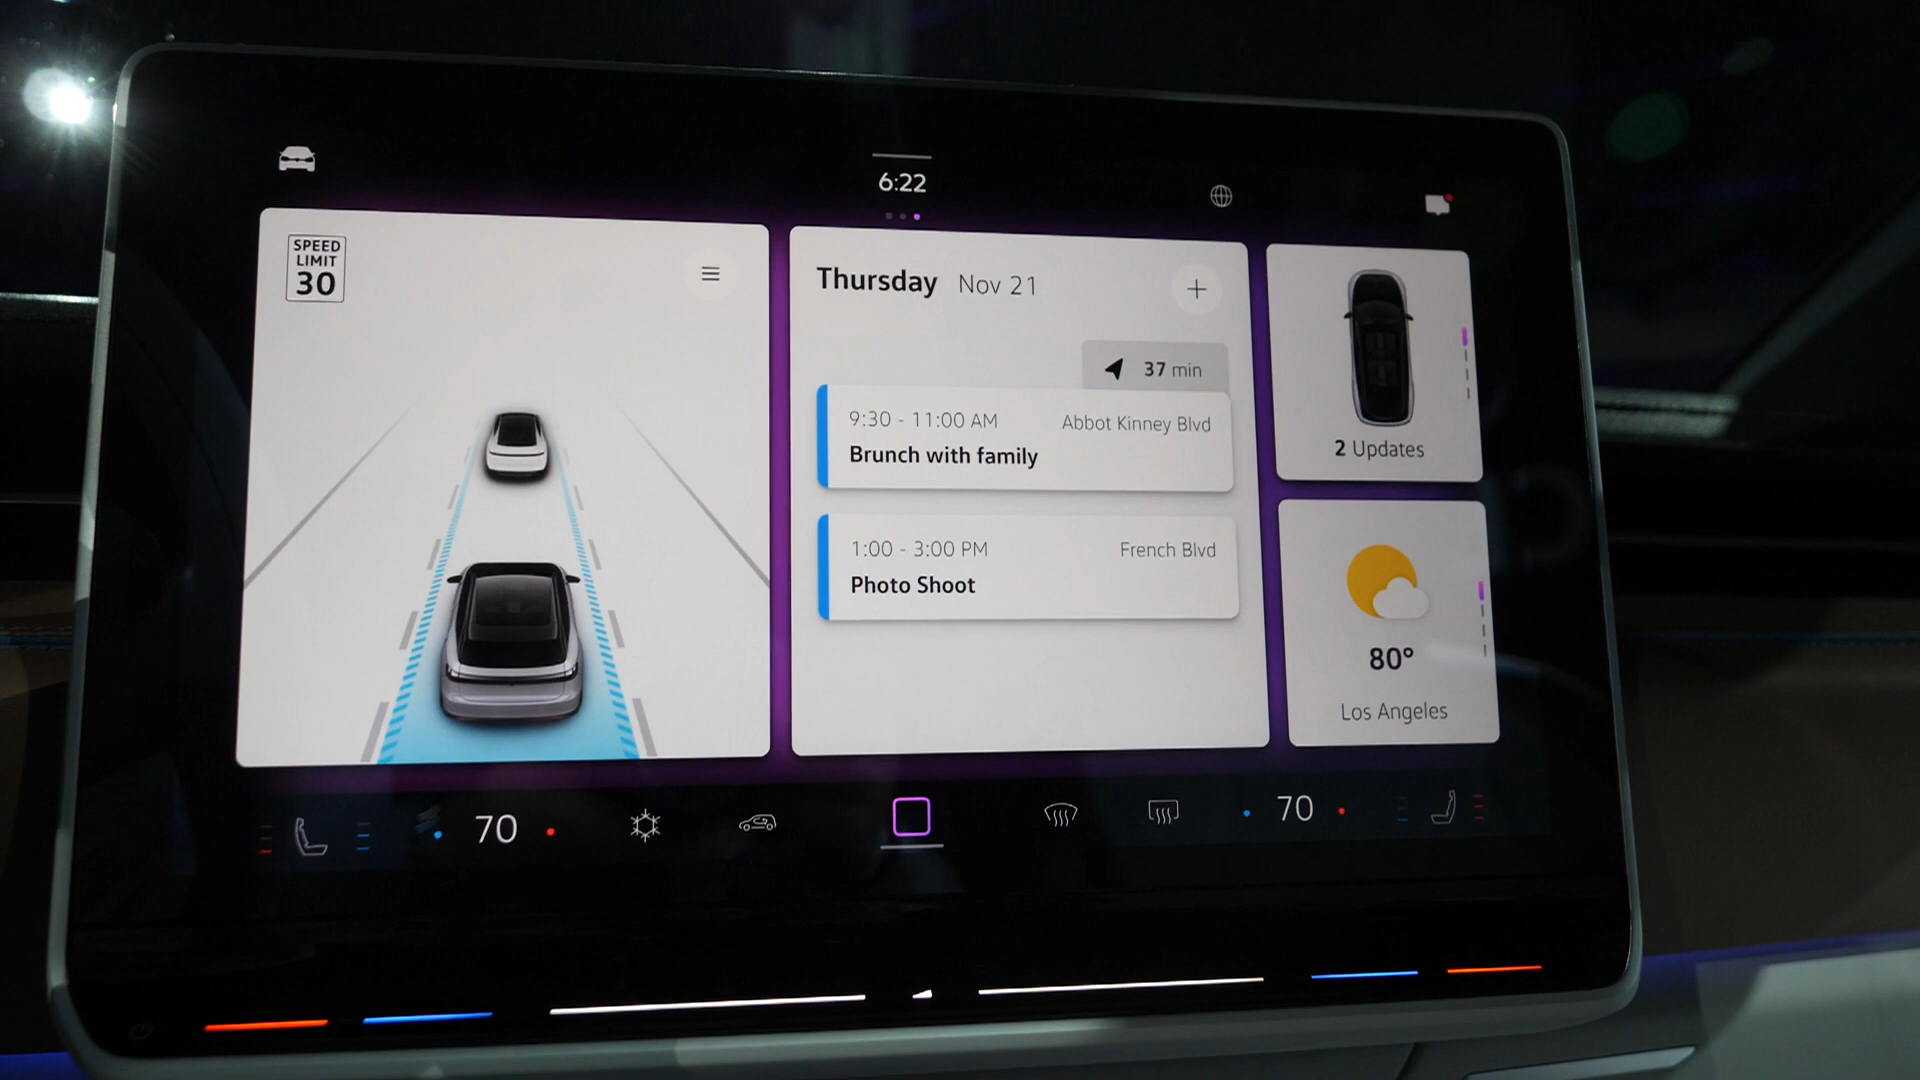 6:22
SPEED
LIMIT
30
Thursday Nov 21
37 min
9:30 - 11:00 AM Abbot Kinney Blvd
Brunch with family
1:00 - 3:00 PM French Blvd
Photo Shoot
2 Updates
80°
Los Angeles
70 70